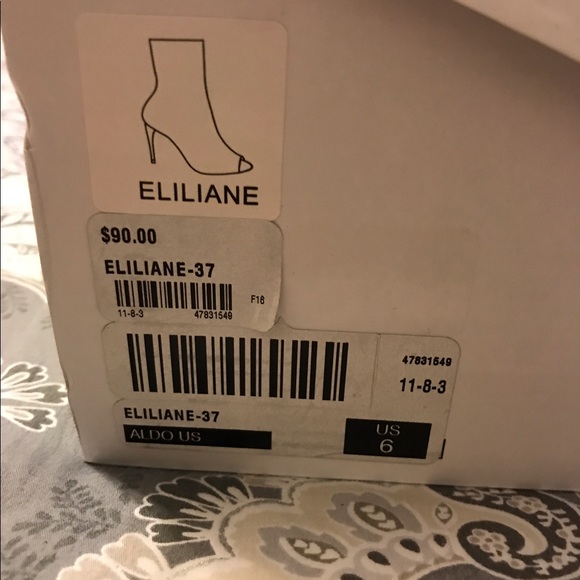 ELILIANE
$90.00
ELILIANE-37
F16
11-8-3 47831549
47831549
11-8-3
ELILIANE-37
ALDO US
US
6